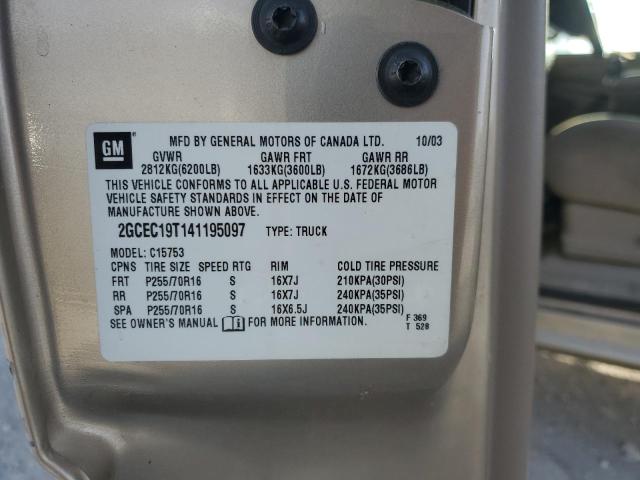 GM ® MFD BY GENERAL MOTORS OF CANADA LTD. 10/03
GVWR GAWR FRT GAWR RR
2812KG(6200LB) 1633KG(3600LB) 1672KG(3686LB)
THIS VEHICLE CONFORMS TO ALL APPLICABLE U.S. FEDERAL MOTOR
VEHICLE SAFETY STANDARDS IN EFFECT ON THE DATE OF
MANUFACTURE SHOWN ABOVE.
2GCEC19T141195097 TYPE: TRUCK
MODEL: C15753
CPNS TIRE SIZE SPEED RTG RIM COLD TIRE PRESSURE
FRT P255/70R16 S 16X7J 210KPA(30PSI)
RR P255/70R16 S 16X7J 240KPA(35PSI)
SPA P255/70R16 S 16X6.5J 240KPA(35PSI)
SEE OWNER'S MANUAL FOR MORE INFORMATION.
F 369
T 528